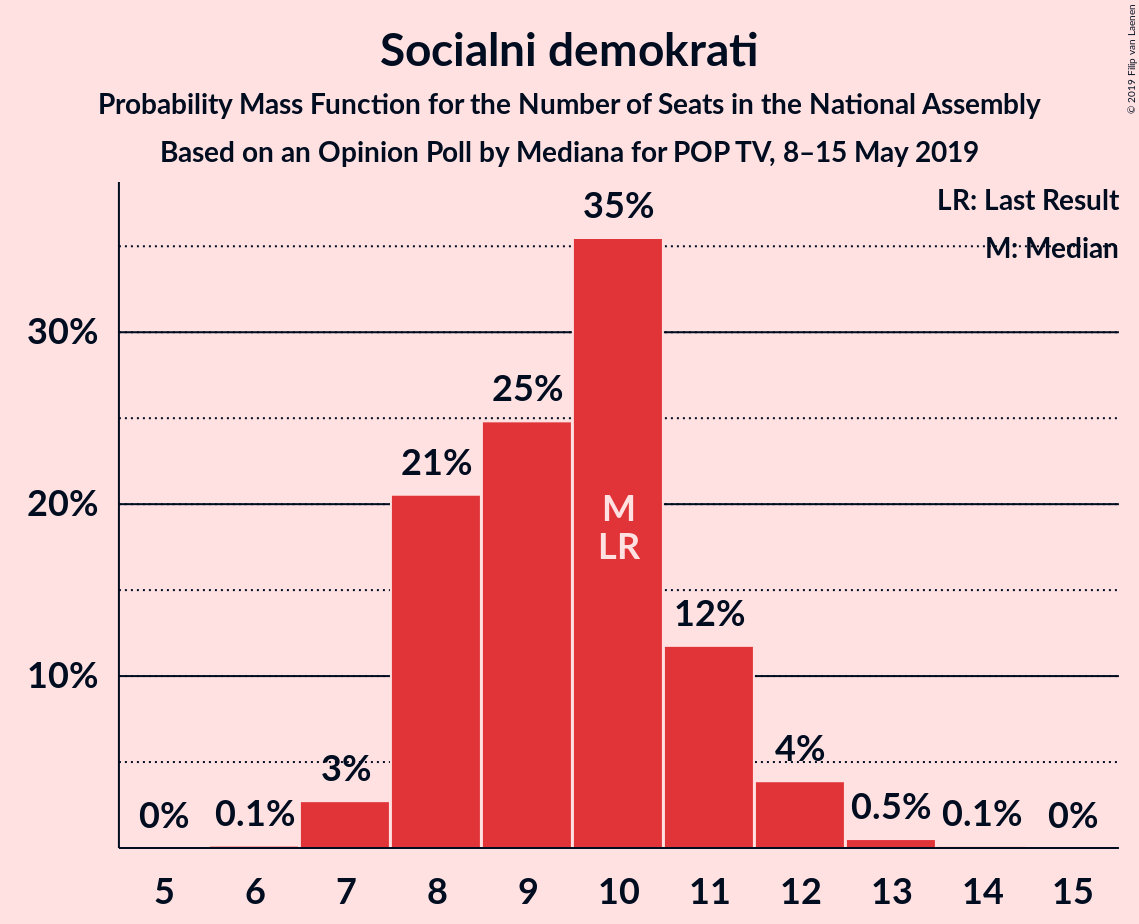 Socialni demokrati
Probability Mass Function for the Number of Seats in the National Assembly
Based on an Opinion Poll by Mediana for POP TV, 8–15 May 2019
© 2019 Filip van Laenen
LR: Last Result
M: Median
35%
30%
25%
21%
20%
M
LR
12%
10%
4%
3%
0%
0.1%
0.5%
0.1%
0%
5 6 7 8 9 10 11 12 13 14 15